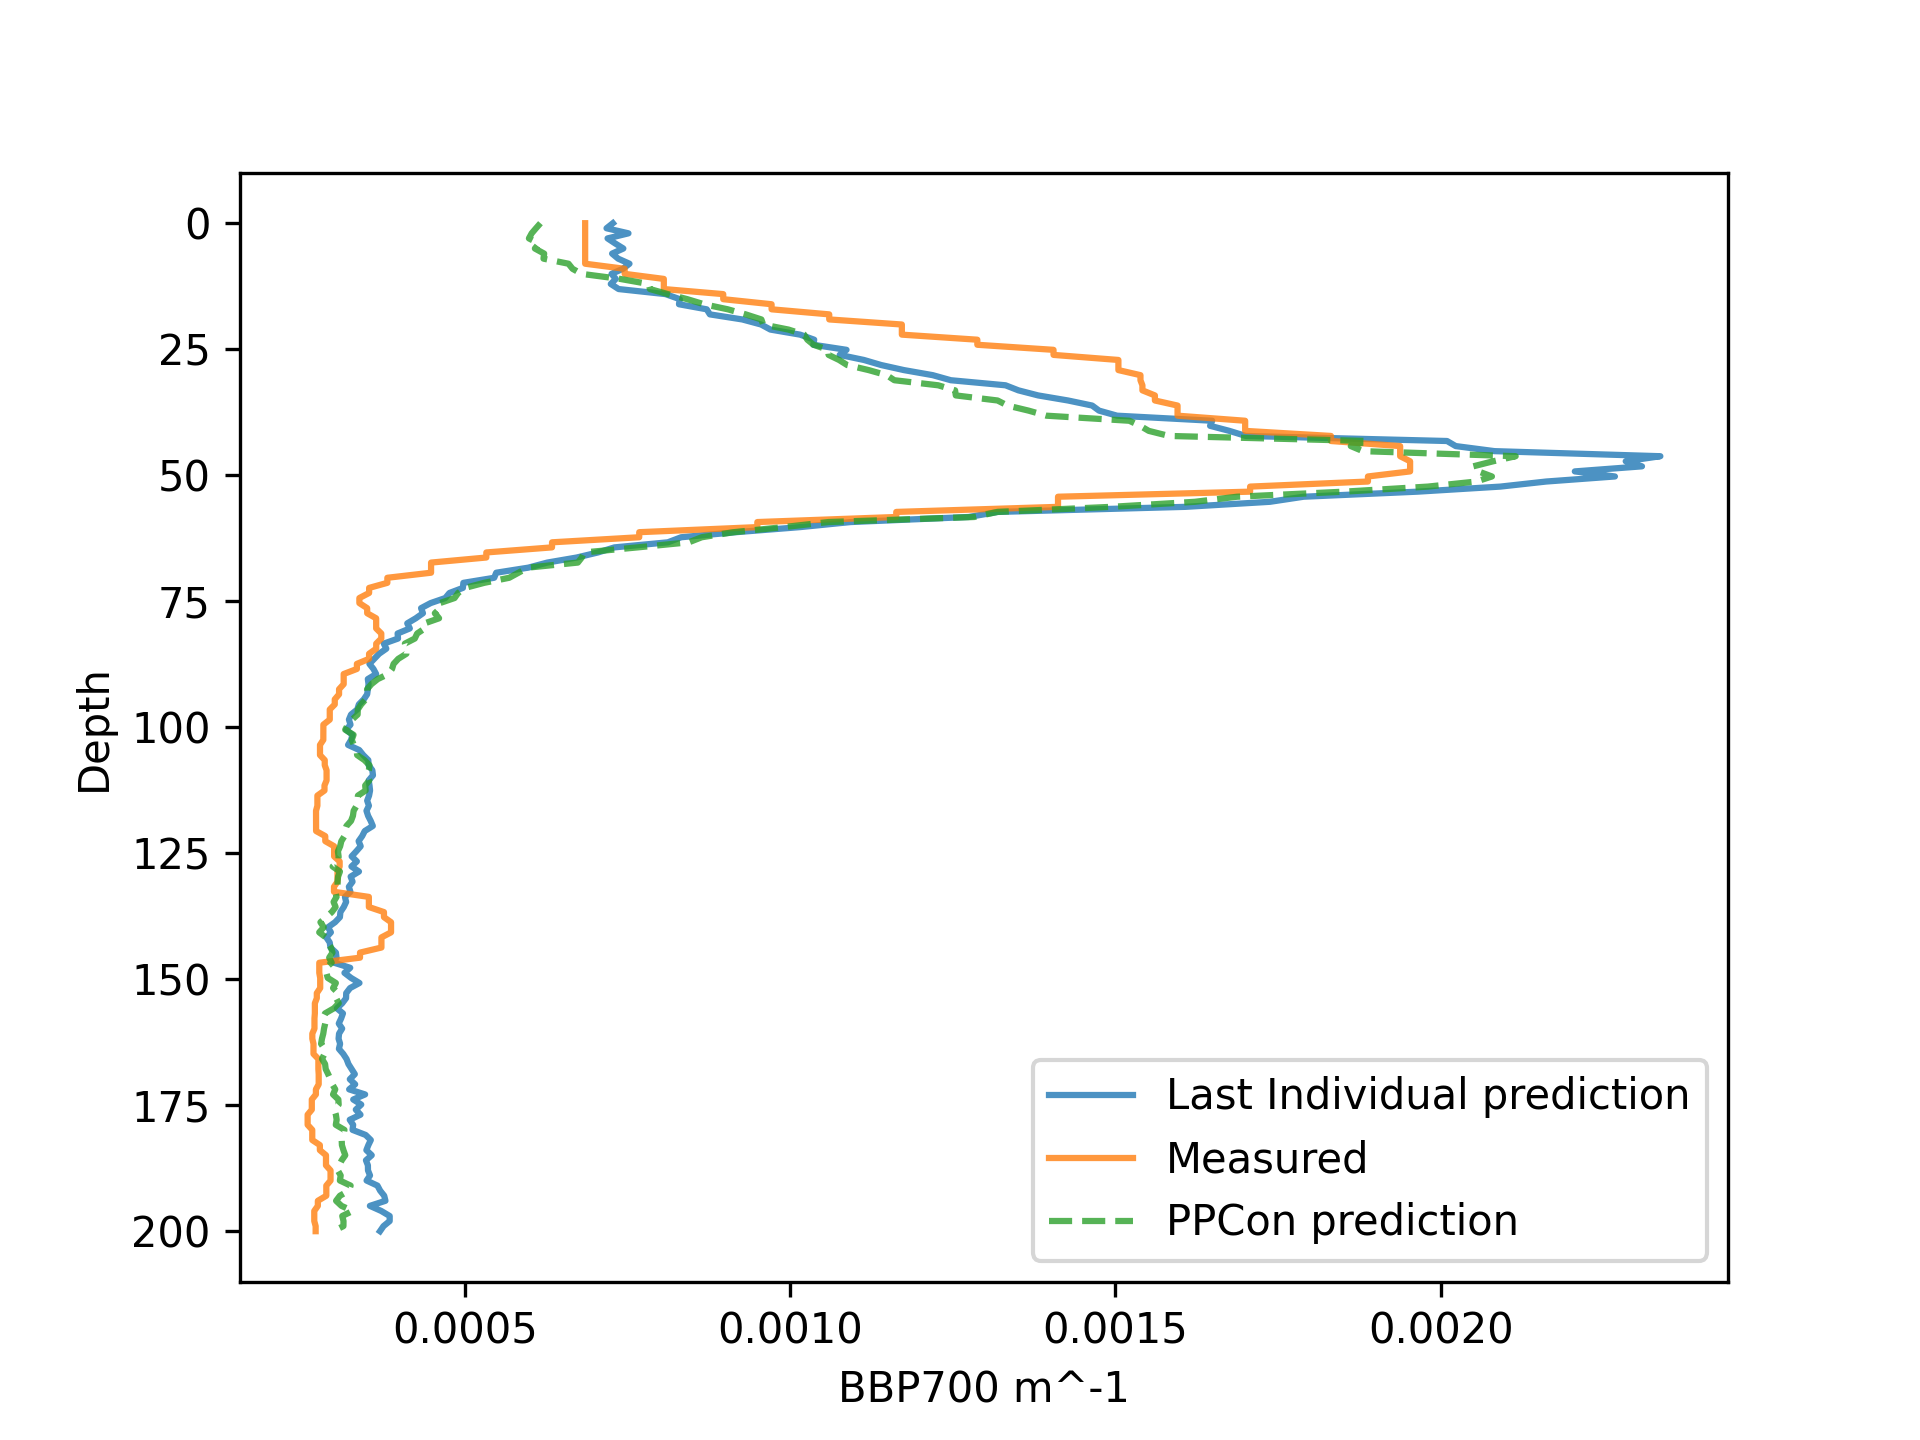 0
25
50
75
100
125
150
175
200
Depth
0.0005
0.0010
0.0015
0.0020
BBP700 m^-1
Last Individual prediction
Measured
PPCon prediction